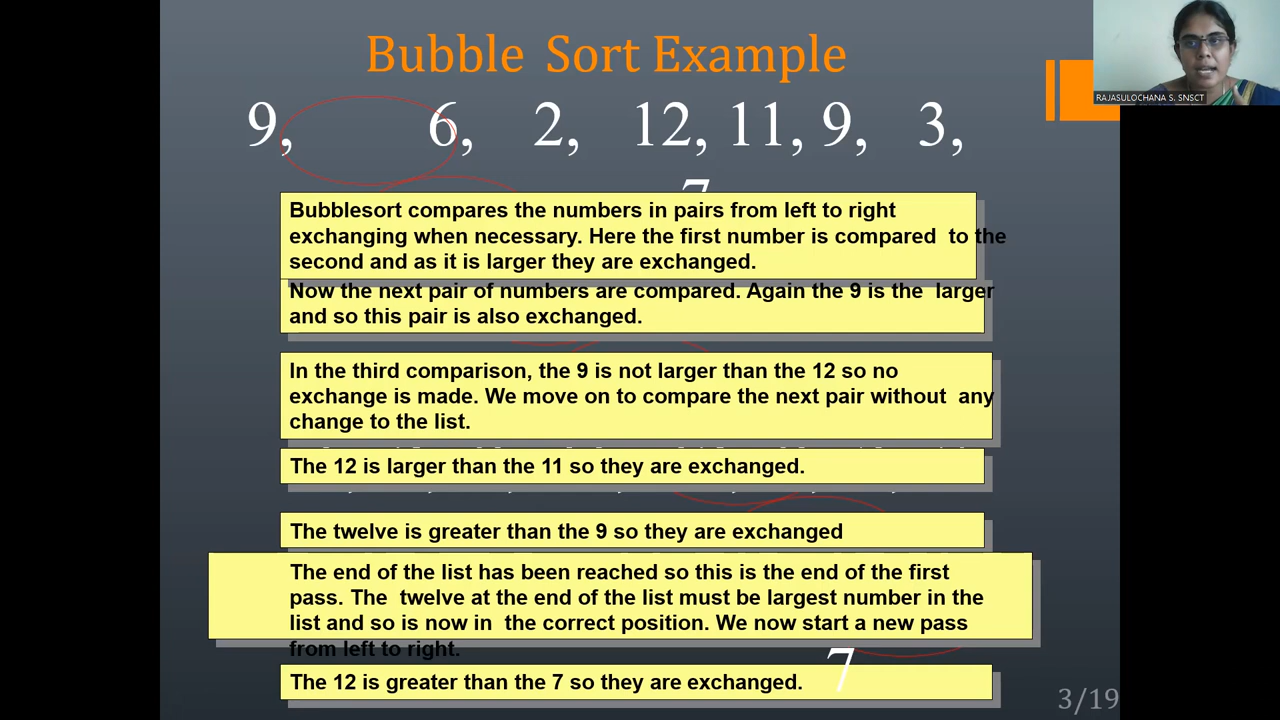 Bubble Sort Example
9, 6, 2, 12, 11, 9, 3,
7
Bubblesort compares the numbers in pairs from left to right
exchanging when necessary. Here the first number is compared to the
second and as it is larger they are exchanged.
Now the next pair of numbers are compared. Again the 9 is the larger
and so this pair is also exchanged.
In the third comparison, the 9 is not larger than the 12 so no
exchange is made. We move on to compare the next pair without any
change to the list.
The 12 is larger than the 11 so they are exchanged.
The twelve is greater than the 9 so they are exchanged
The end of the list has been reached so this is the end of the first
pass. The twelve at the end of the list must be largest number in the
list and so is now in the correct position. We now start a new pass
from left to right.
7
The 12 is greater than the 7 so they are exchanged.
3/19
RAJASULOCHANA S. SNSCT